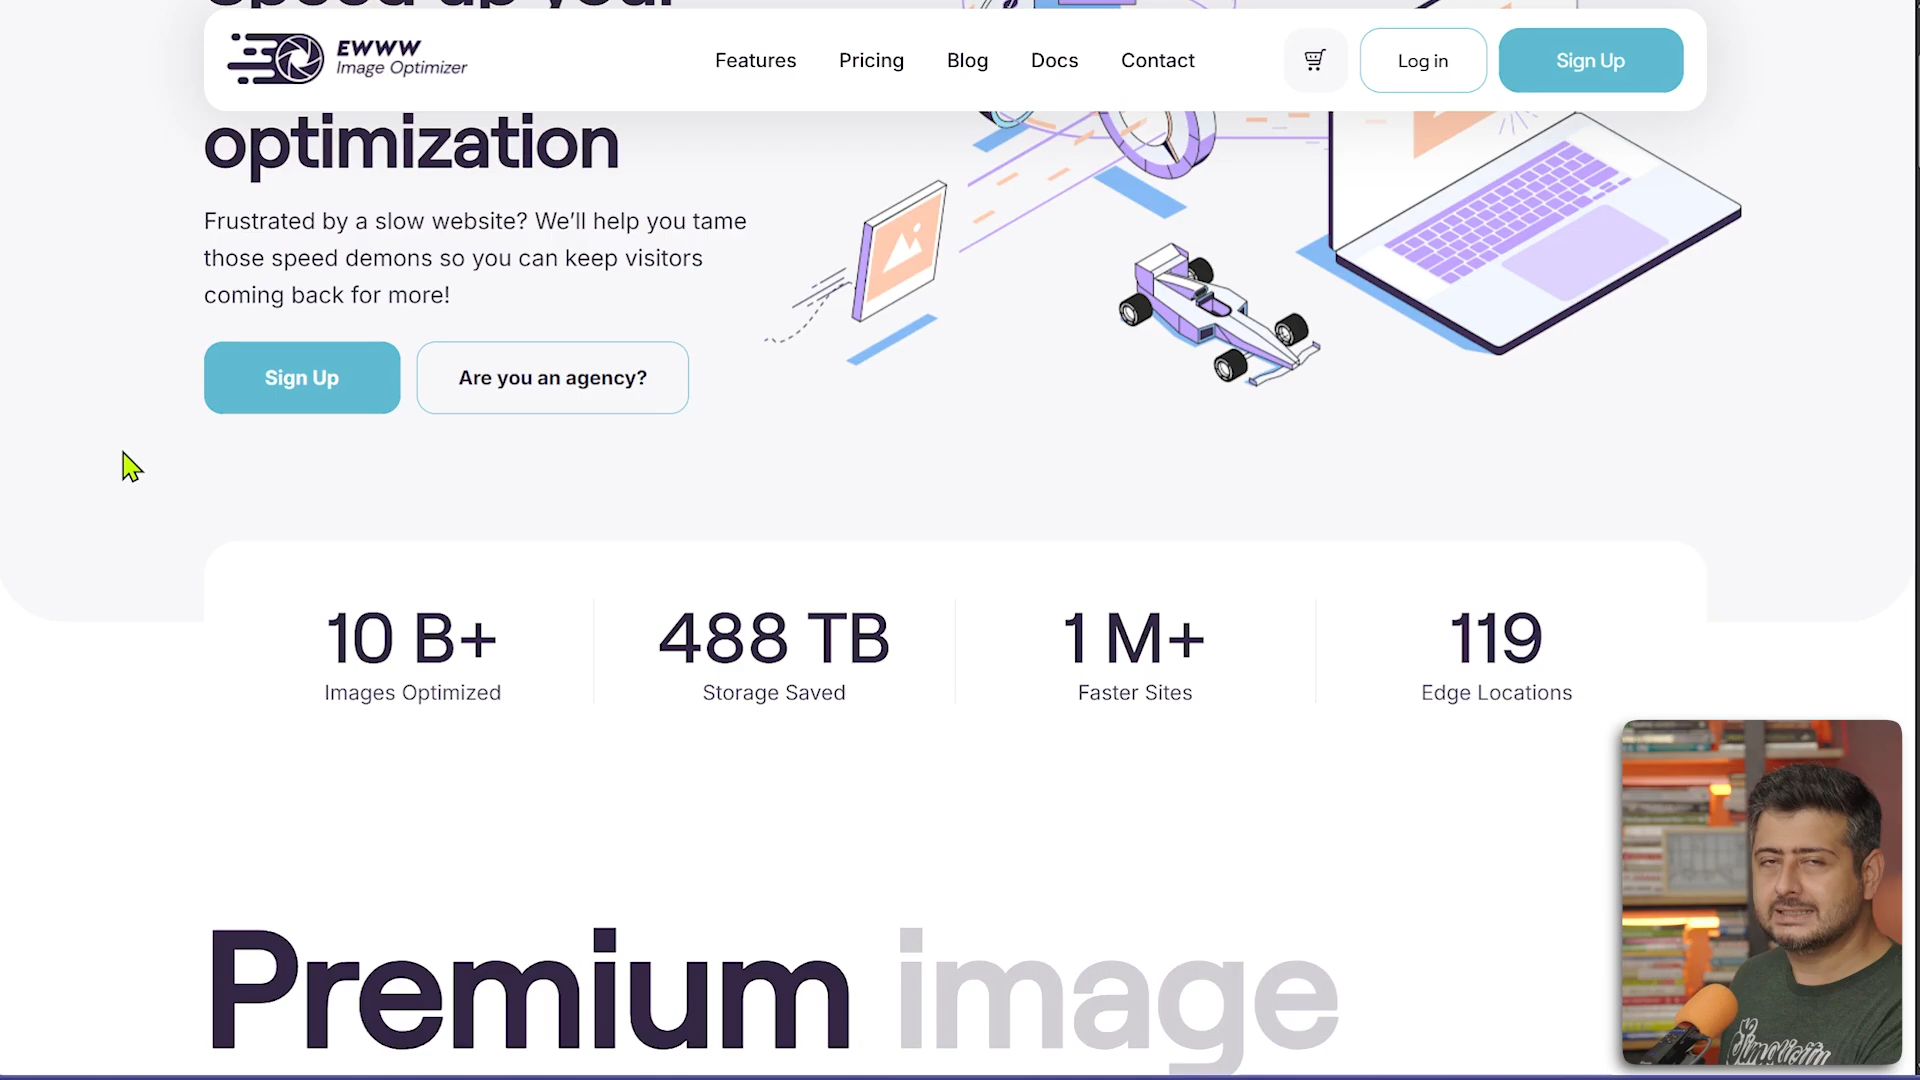 EWWW
Image Optimizer
Features
Pricing
Blog
Docs
Contact
Log in
Sign Up
optimization
Frustrated by a slow website? We’ll help you tame
those speed demons so you can keep visitors
coming back for more!
Sign Up
Are you an agency?
10 B+
Images Optimized
488 TB
Storage Saved
1 M+
Faster Sites
119
Edge Locations
Premium image
Simplicity